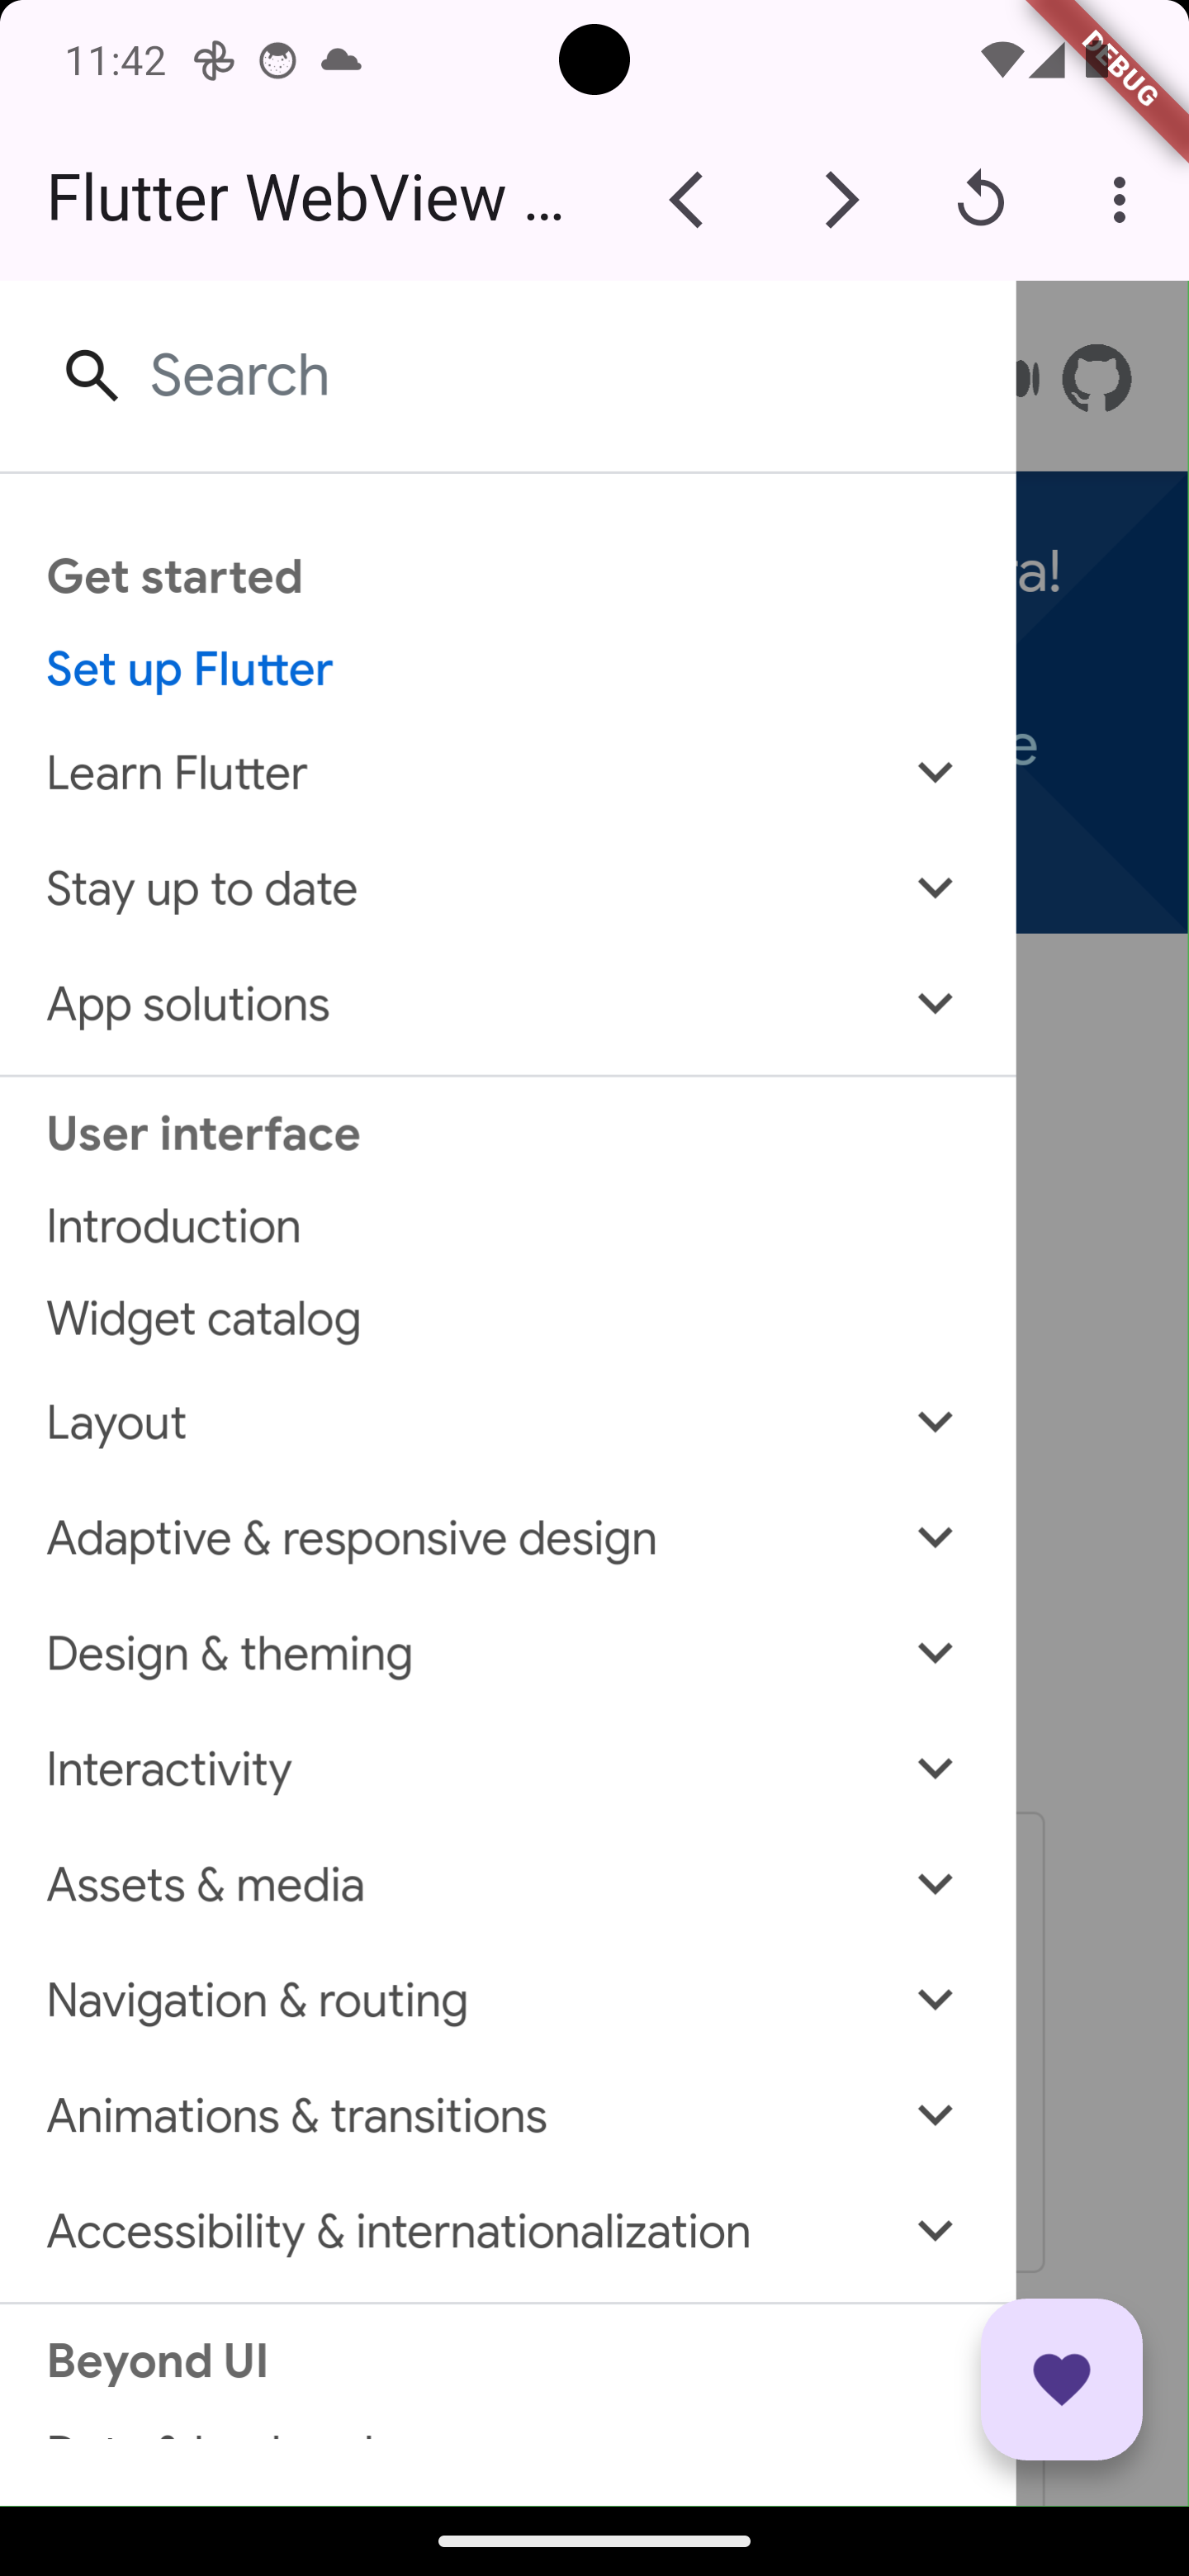 11:42
DEBUG
Flutter WebView ...
Search
ra!
e
Get started
Set up Flutter
Learn Flutter
Stay up to date
App solutions
User interface
Introduction
Widget catalog
Layout
Adaptive & responsive design
Design & theming
Interactivity
Assets & media
Navigation & routing
Animations & transitions
Accessibility & internationalization
Beyond UI